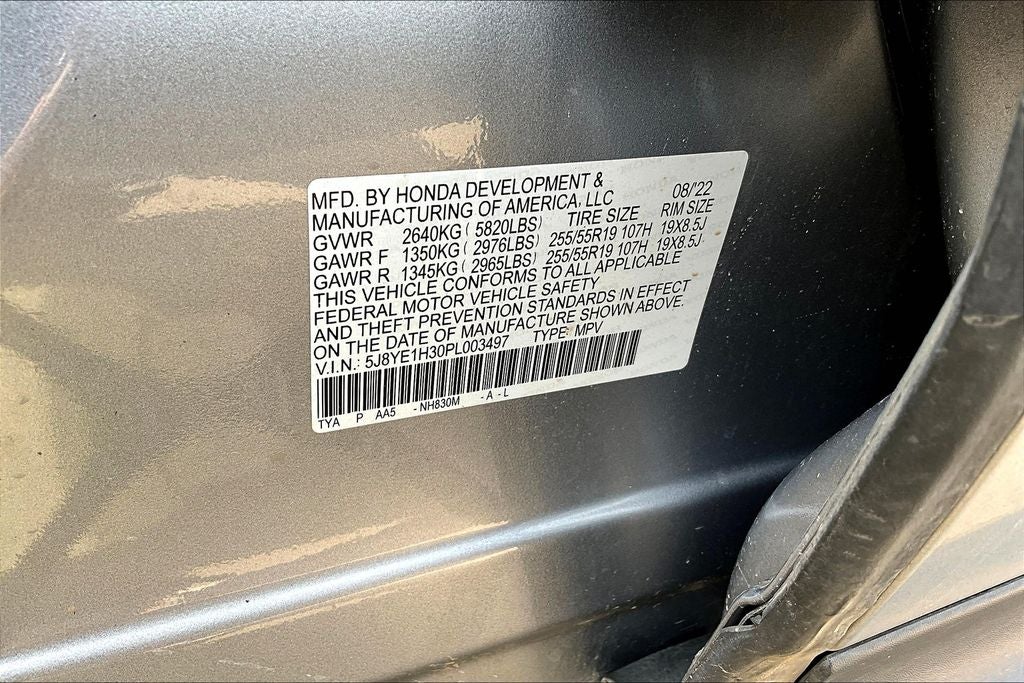 MFD. BY HONDA DEVELOPMENT & 08/'22
MANUFACTURING OF AMERICA, LLC
GVWR 2640KG ( 5820LBS) TIRE SIZE RIM SIZE
GAWR F 1350KG ( 2976LBS) 255/55R19 107H 19X8.5J
GAWR R 1345KG ( 2965LBS) 255/55R19 107H 19X8.5J
THIS VEHICLE CONFORMS TO ALL APPLICABLE
FEDERAL MOTOR VEHICLE SAFETY
AND THEFT PREVENTION STANDARDS IN EFFECT
ON THE DATE OF MANUFACTURE SHOWN ABOVE.
V.I.N.: 5J8YE1H30PL003497 TYPE: MPV
TYA P AA5 - NH830M - A - L